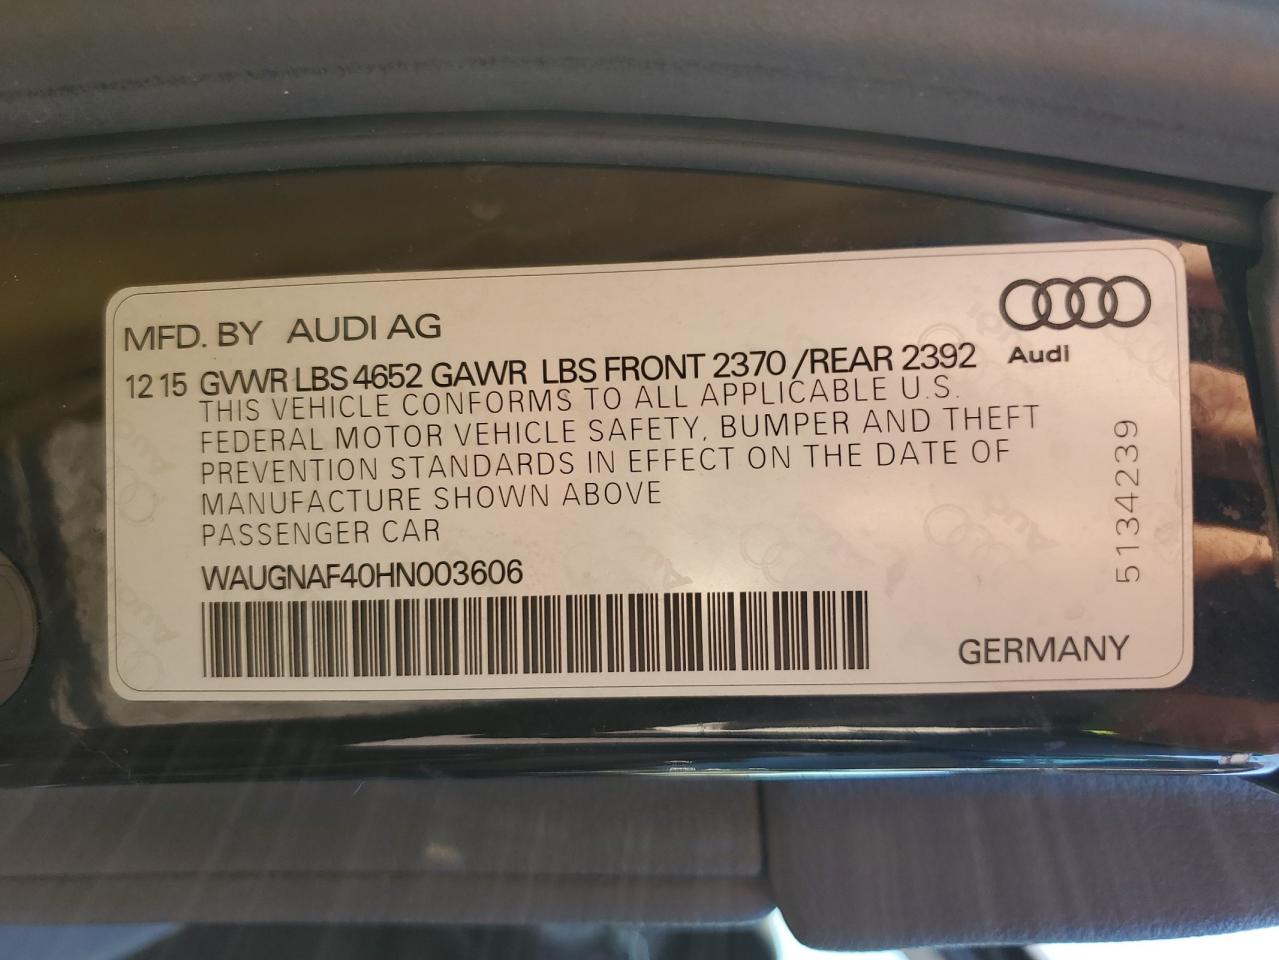 MFD. BY AUDI AG
12 15 GVWR LBS 4652 GAWR LBS FRONT 2370 /REAR 2392
Audi
THIS VEHICLE CONFORMS TO ALL APPLICABLE U.S.
FEDERAL MOTOR VEHICLE SAFETY, BUMPER AND THEFT
PREVENTION STANDARDS IN EFFECT ON THE DATE OF
MANUFACTURE SHOWN ABOVE
PASSENGER CAR
WAUGNAF40HN003606
5134239
GERMANY